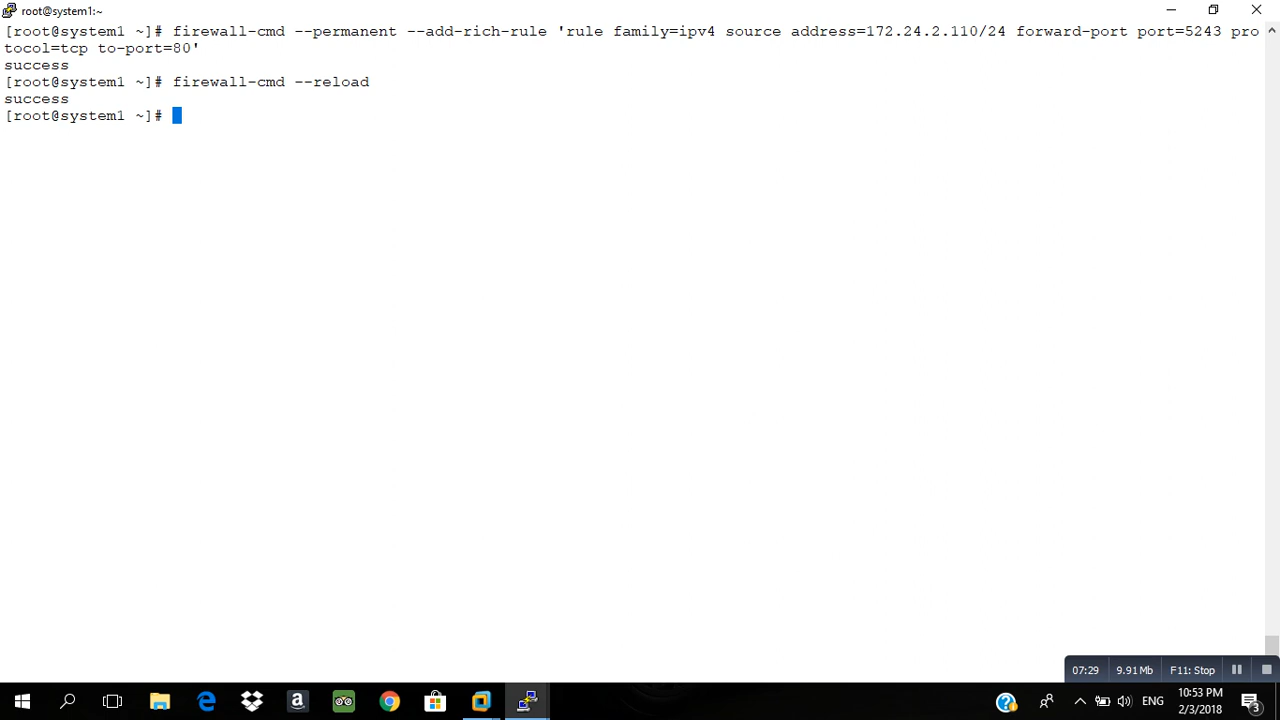 root@system1:~
[root@system1 ~]# firewall-cmd --permanent --add-rich-rule 'rule family=ipv4 source address=172.24.2.110/24 forward-port port=5243 pro
tocol=tcp to-port=80'
success
[root@system1 ~]# firewall-cmd --reload
success
[root@system1 ~]#
07:29 9.91 Mb F11: Stop
ENG
10:53 PM
2/3/2018
3